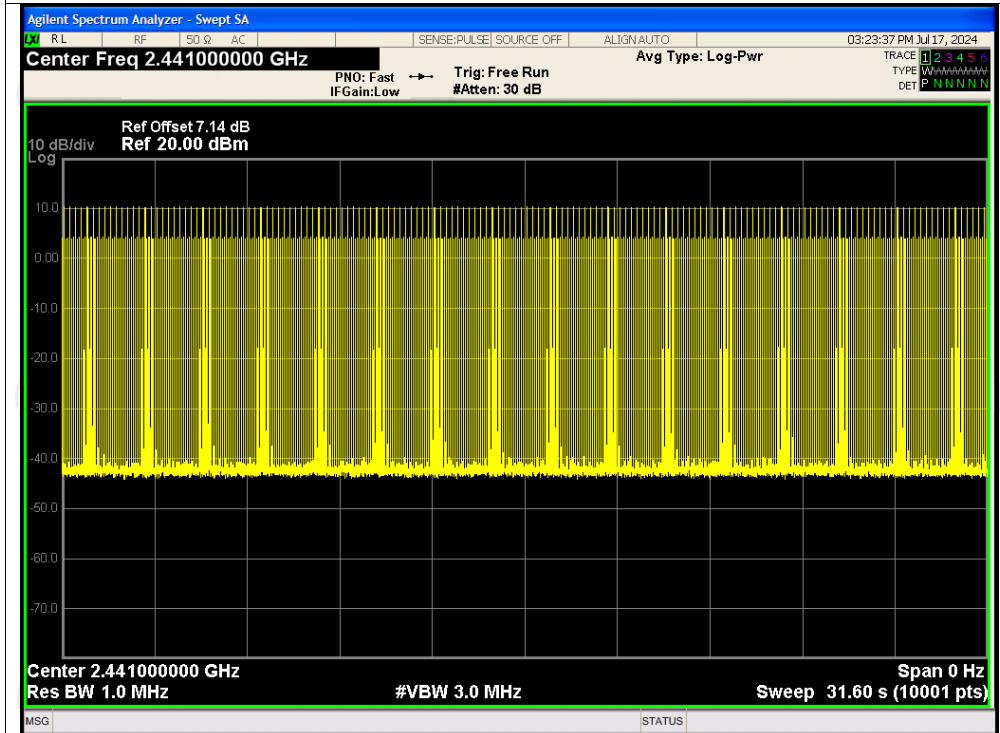 Agilent Spectrum Analyzer - Swept SA
LXI RL RF 50 Ω AC SENSE:PULSE SOURCE OFF ALIGN AUTO 03:23:37 PM Jul 17, 2024
Center Freq 2.441000000 GHz Avg Type: Log-Pwr TRACE 1 2 3 4 5 6
PNO: Fast Trig: Free Run TYPE W
IFGain:Low #Atten: 30 dB DET P N N N N N
Ref Offset 7.14 dB
10 dB/div Ref 20.00 dBm
Log
10.0
0.00
-10.0
-20.0
-30.0
-40.0
-50.0
-60.0
-70.0
Center 2.441000000 GHz Span 0 Hz
Res BW 1.0 MHz #VBW 3.0 MHz Sweep 31.60 s (10001 pts)
MSG STATUS